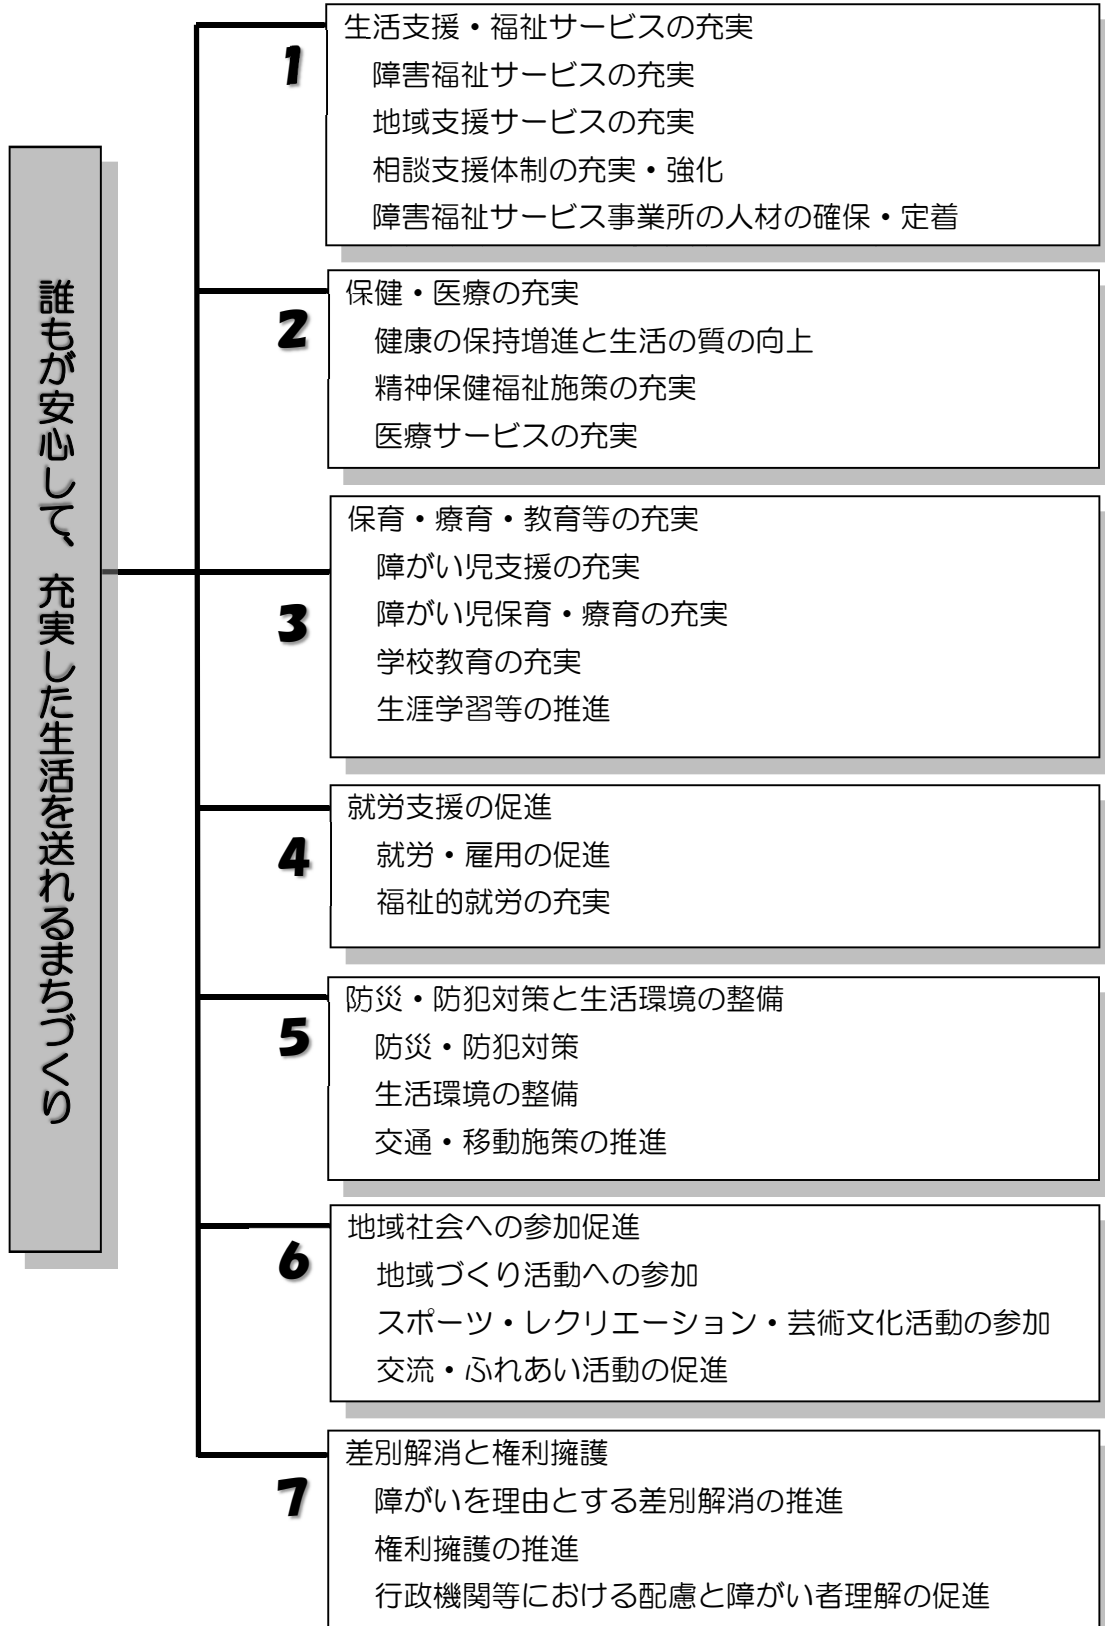 誰もが安心して、充実した生活を送れるまちづくり
1
生活支援・福祉サービスの充実
障害福祉サービスの充実
地域支援サービスの充実
相談支援体制の充実・強化
障害福祉サービス事業所の人材の確保・定着
2
保健・医療の充実
健康の保持増進と生活の質の向上
精神保健福祉施策の充実
医療サービスの充実
3
保育・療育・教育等の充実
障がい児支援の充実
障がい児保育・療育の充実
学校教育の充実
生涯学習等の推進
4
就労支援の促進
就労・雇用の促進
福祉的就労の充実
5
防災・防犯対策と生活環境の整備
防災・防犯対策
生活環境の整備
交通・移動施策の推進
6
地域社会への参加促進
地域づくり活動への参加
スポーツ・レクリエーション・芸術文化活動の参加
交流・ふれあい活動の促進
7
差別解消と権利擁護
障がいを理由とする差別解消の推進
権利擁護の推進
行政機関等における配慮と障がい者理解の促進